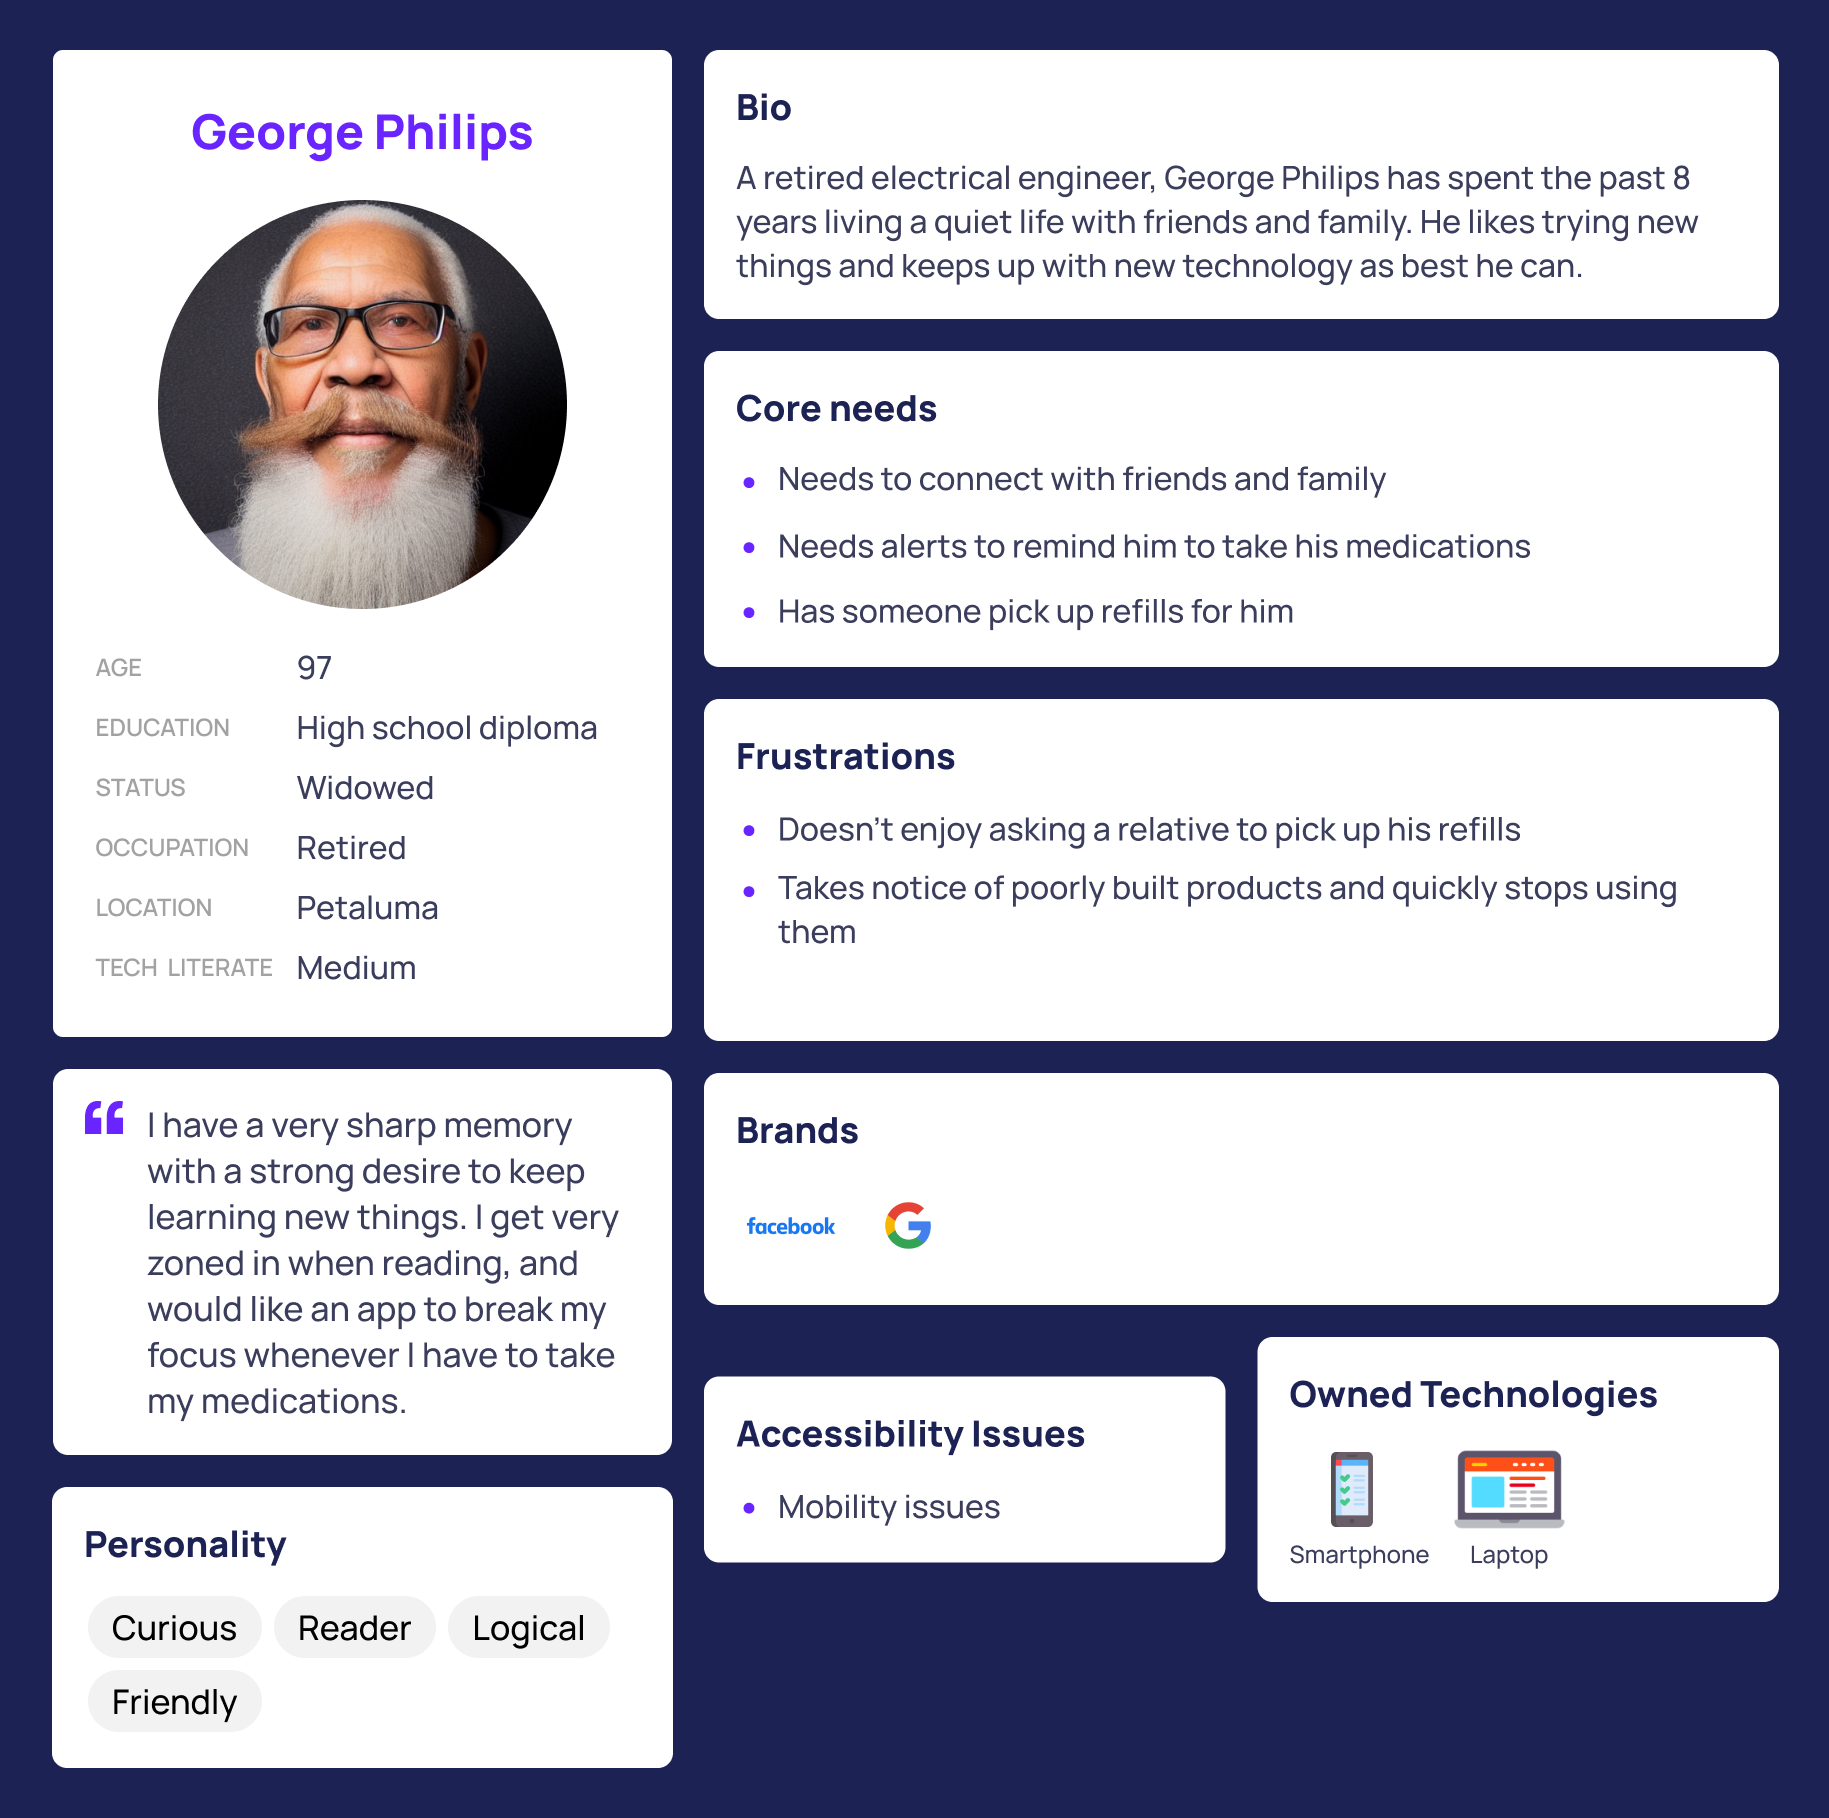 George Philips
AGE 97
EDUCATION High school diploma
STATUS Widowed
OCCUPATION Retired
LOCATION Petaluma
TECH LITERATE Medium
“ I have a very sharp memory
with a strong desire to keep
learning new things. I get very
zoned in when reading, and
would like an app to break my
focus whenever I have to take
my medications.
Personality
Curious Reader Logical
Friendly
Bio
A retired electrical engineer, George Philips has spent the past 8
years living a quiet life with friends and family. He likes trying new
things and keeps up with new technology as best he can.
Core needs
• Needs to connect with friends and family
• Needs alerts to remind him to take his medications
• Has someone pick up refills for him
Frustrations
• Doesn’t enjoy asking a relative to pick up his refills
• Takes notice of poorly built products and quickly stops using
them
Brands
facebook G
Accessibility Issues
• Mobility issues
Owned Technologies
Smartphone Laptop